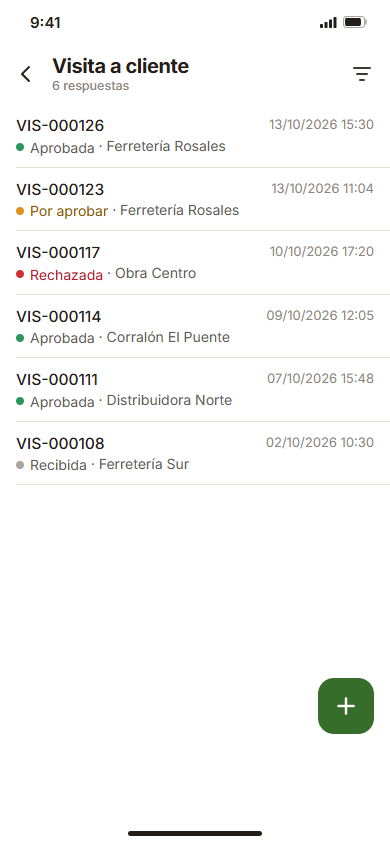 9:41
Visita a cliente
6 respuestas
VIS-000126 13/10/2026 15:30
Aprobada · Ferretería Rosales
VIS-000123 13/10/2026 11:04
Por aprobar · Ferretería Rosales
VIS-000117 10/10/2026 17:20
Rechazada · Obra Centro
VIS-000114 09/10/2026 12:05
Aprobada · Corralón El Puente
VIS-000111 07/10/2026 15:48
Aprobada · Distribuidora Norte
VIS-000108 02/10/2026 10:30
Recibida · Ferretería Sur